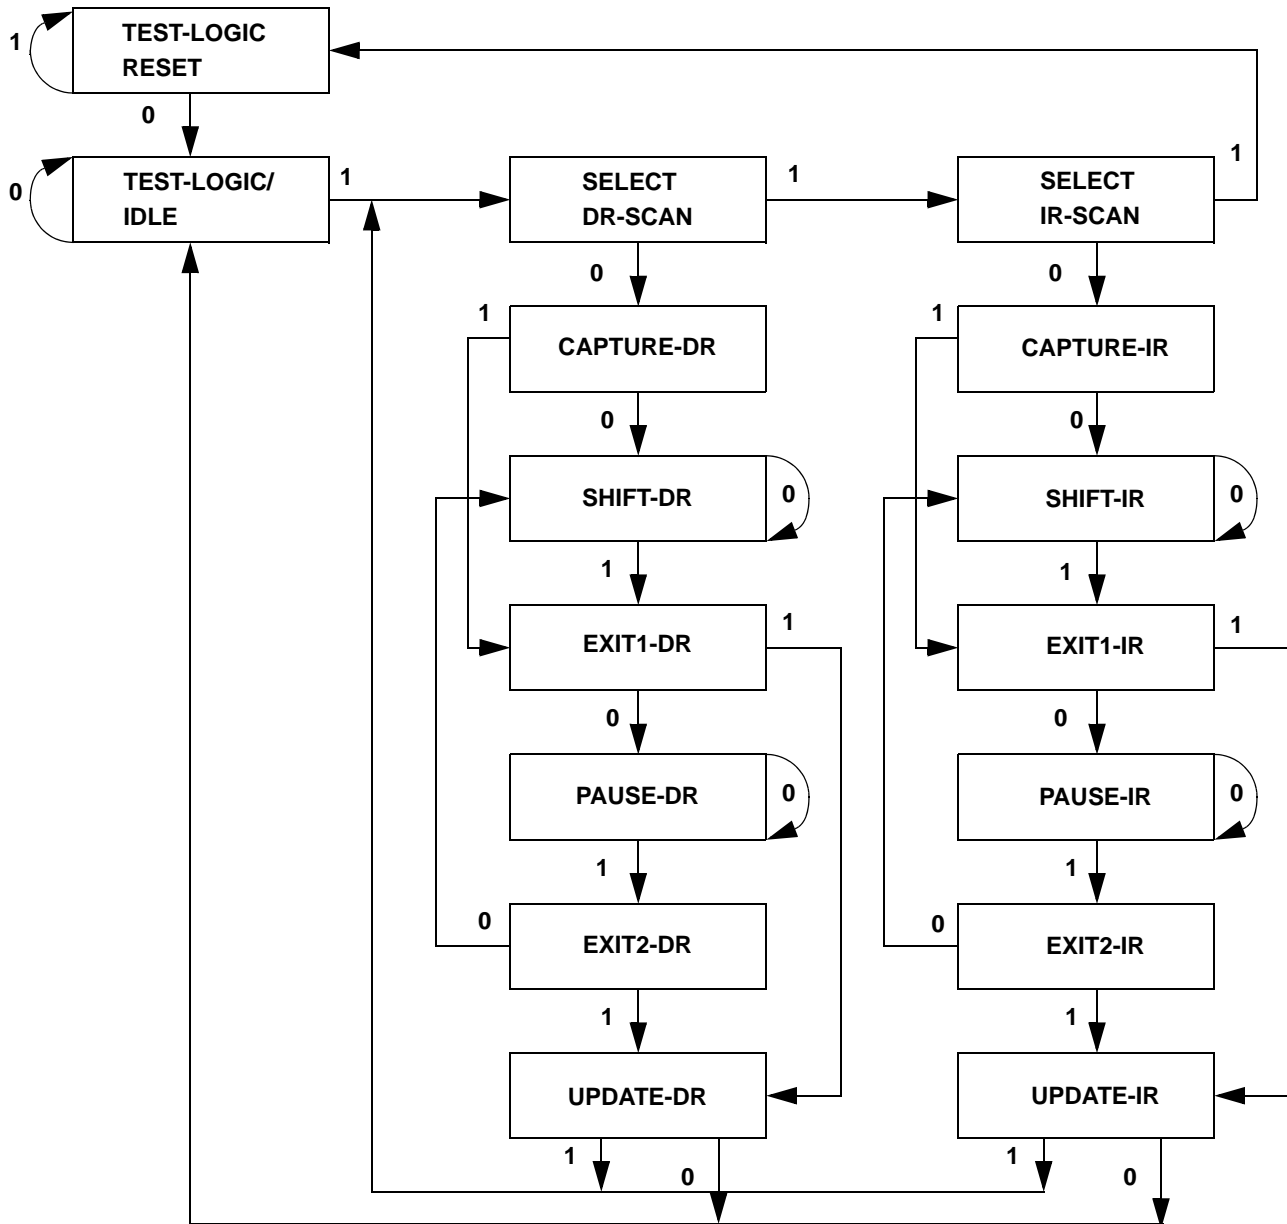 1
TEST-LOGIC
RESET
0
0
TEST-LOGIC/
IDLE
1
SELECT
DR-SCAN
1
SELECT
IR-SCAN
1
0
0
1
CAPTURE-DR
1
CAPTURE-IR
0
0
SHIFT-DR
0
SHIFT-IR
0
1
1
EXIT1-DR
1
EXIT1-IR
1
0
0
PAUSE-DR
0
PAUSE-IR
0
1
1
0
EXIT2-DR
0
EXIT2-IR
1
1
UPDATE-DR
UPDATE-IR
1
0
1
0